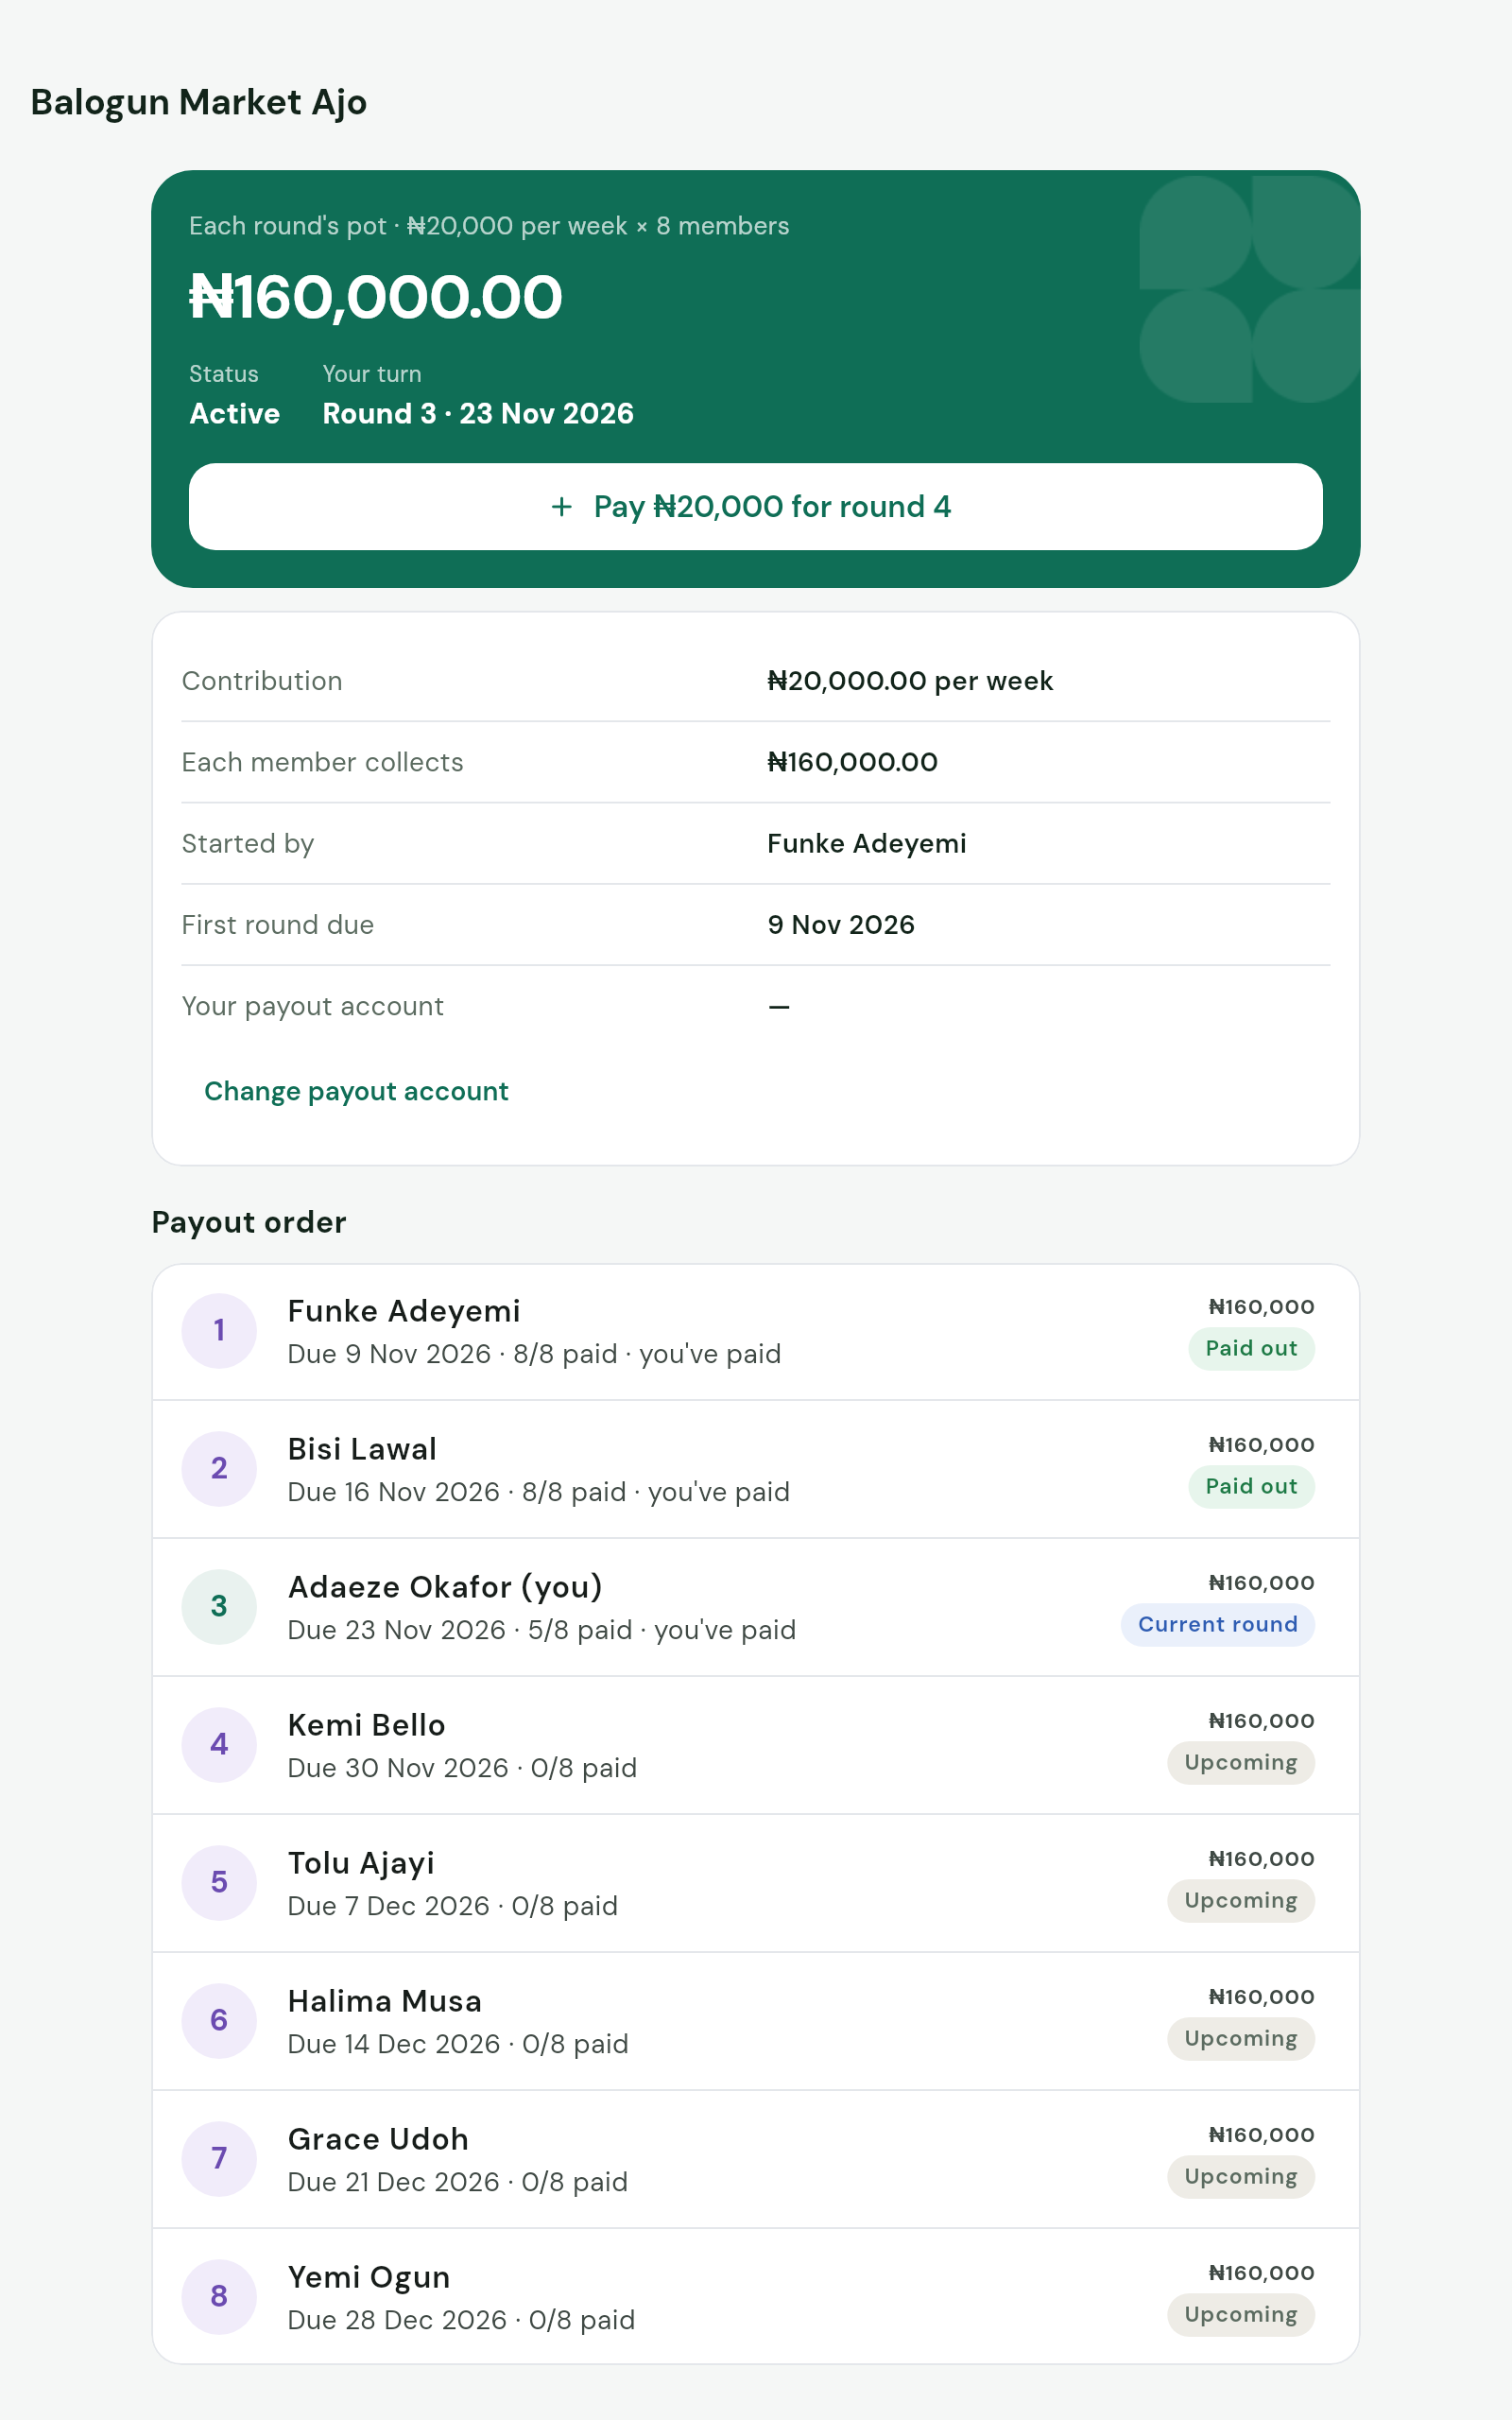 Balogun Market Ajo
Each round's pot · ₦20,000 per week × 8 members
₦160,000.00
Status
Your turn
Active
Round 3 · 23 Nov 2026
+ Pay ₦20,000 for round 4
Contribution
₦20,000.00 per week
Each member collects
₦160,000.00
Started by
Funke Adeyemi
First round due
9 Nov 2026
Your payout account
—
Change payout account
Payout order
1
Funke Adeyemi
Due 9 Nov 2026 · 8/8 paid · you've paid
₦160,000
Paid out
2
Bisi Lawal
Due 16 Nov 2026 · 8/8 paid · you've paid
₦160,000
Paid out
3
Adaeze Okafor (you)
Due 23 Nov 2026 · 5/8 paid · you've paid
₦160,000
Current round
4
Kemi Bello
Due 30 Nov 2026 · 0/8 paid
₦160,000
Upcoming
5
Tolu Ajayi
Due 7 Dec 2026 · 0/8 paid
₦160,000
Upcoming
6
Halima Musa
Due 14 Dec 2026 · 0/8 paid
₦160,000
Upcoming
7
Grace Udoh
Due 21 Dec 2026 · 0/8 paid
₦160,000
Upcoming
8
Yemi Ogun
Due 28 Dec 2026 · 0/8 paid
₦160,000
Upcoming